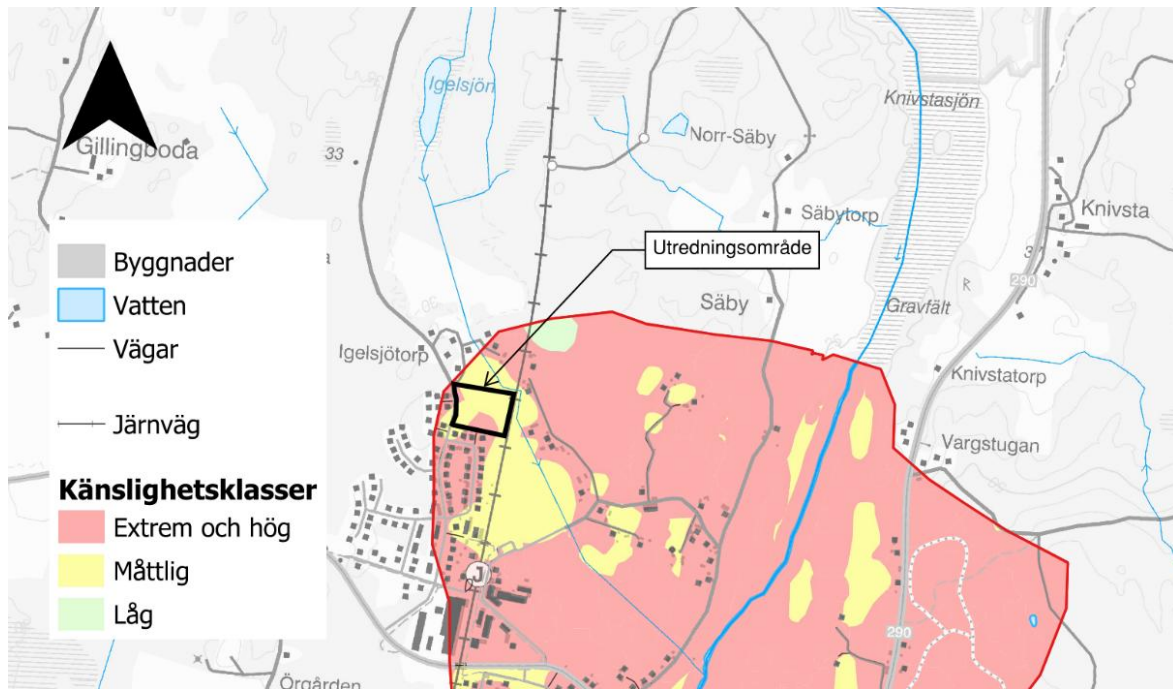 Igelsjön
Knivstasjön
Gillingboda
33
Norr-Säby
Säbytorp
Knivsta
Utredningsområde
290
Gravfält
R
Säby
Byggnader
Vatten
Vägar
Järnväg
Känslighetsklasser
Extrem och hög
Måttlig
Låg
Igelsjötorp
Knivstatorp
Vargstugan
J
290
Örgården